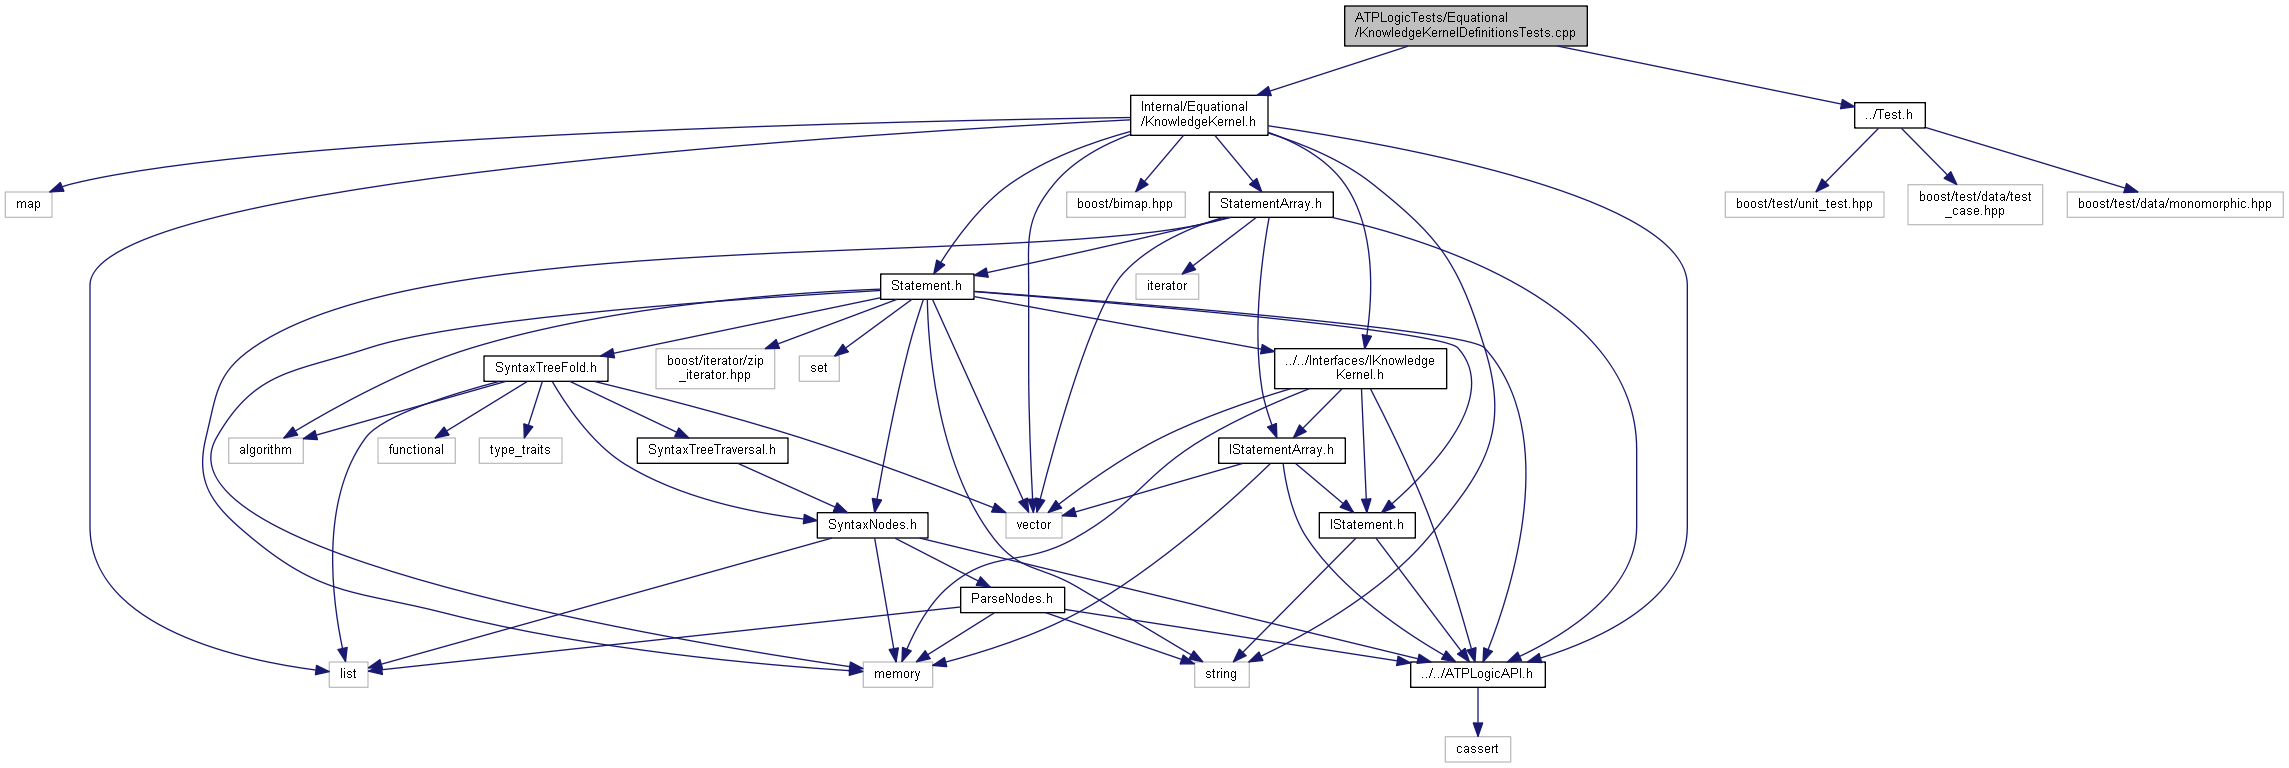 ATPLogicTests/Equational
/KnowledgeKernelDefinitionsTests.cpp
Internal/Equational
/KnowledgeKernel.h
../Test.h
map
boost/bimap.hpp
StatementArray.h
boost/test/unit_test.hpp
boost/test/data/test
_case.hpp
boost/test/data/monomorphic.hpp
Statement.h
iterator
SyntaxTreeFold.h
boost/iterator/zip
_iterator.hpp
set
../../Interfaces/IKnowledge
Kernel.h
algorithm
functional
type_traits
SyntaxTreeTraversal.h
IStatementArray.h
SyntaxNodes.h
vector
IStatement.h
ParseNodes.h
list
memory
string
../../ATPLogicAPI.h
cassert